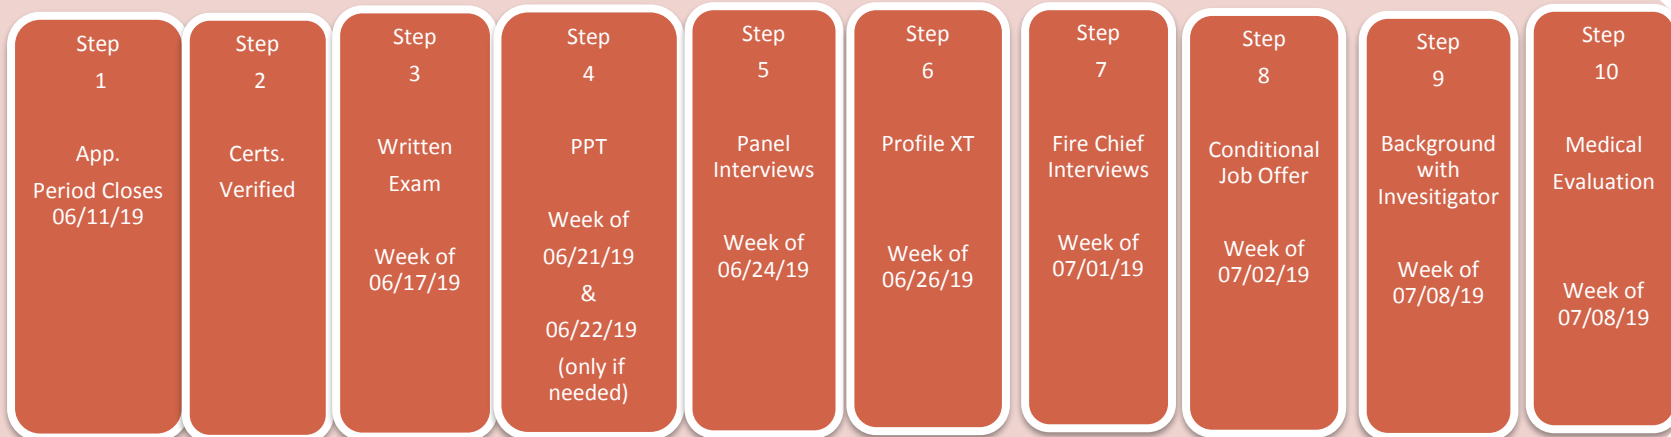 Step
1
App.
Period Closes
06/11/19
Step
2
Certs.
Verified
Step
3
Written
Exam
Week of
06/17/19
Step
4
PPT
Week of
06/21/19
&
06/22/19
(only if
needed)
Step
5
Panel
Interviews
Week of
06/24/19
Step
6
Profile XT
Week of
06/26/19
Step
7
Fire Chief
Interviews
Week of
07/01/19
Step
8
Conditional
Job Offer
Week of
07/02/19
Step
9
Background
with
Invesitigator
Week of
07/08/19
Step
10
Medical
Evaluation
Week of
07/08/19